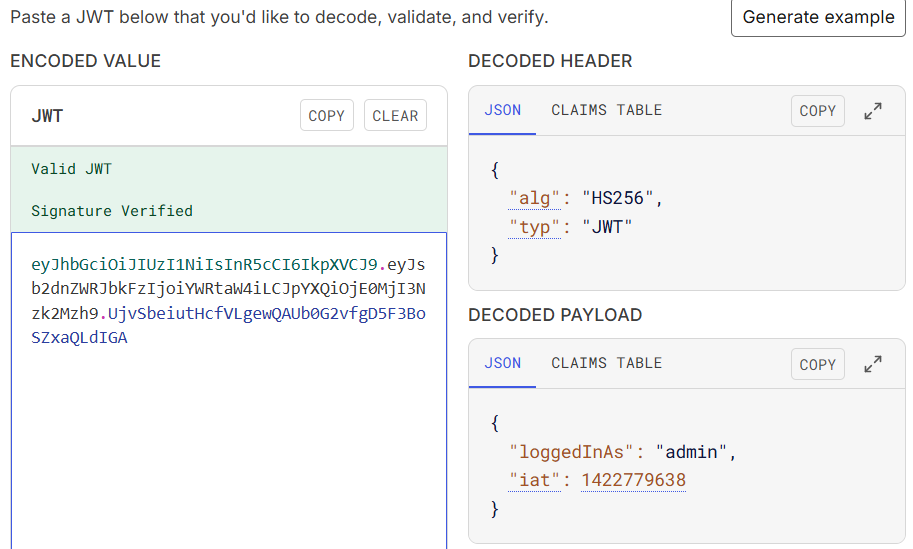 Paste a JWT below that you'd like to decode, validate, and verify.
Generate example
ENCODED VALUE
JWT
COPY
CLEAR
Valid JWT
Signature Verified
eyJhbGciOiJIUzI1NiIsInR5cCI6IkpXVCJ9.eyJs
b2dnZWRJbkFzIjoiYWRtaW4iLCJpYXQiOjE0MjI3N
zk2Mzh9.UjvSbeiutHcfVLgewQAUb0G2vfgD5F3Bo
SZxaQLdIGA
DECODED HEADER
JSON
CLAIMS TABLE
COPY
{
"alg": "HS256",
"typ": "JWT"
}
DECODED PAYLOAD
JSON
CLAIMS TABLE
COPY
{
"loggedInAs": "admin",
"iat": 1422779638
}